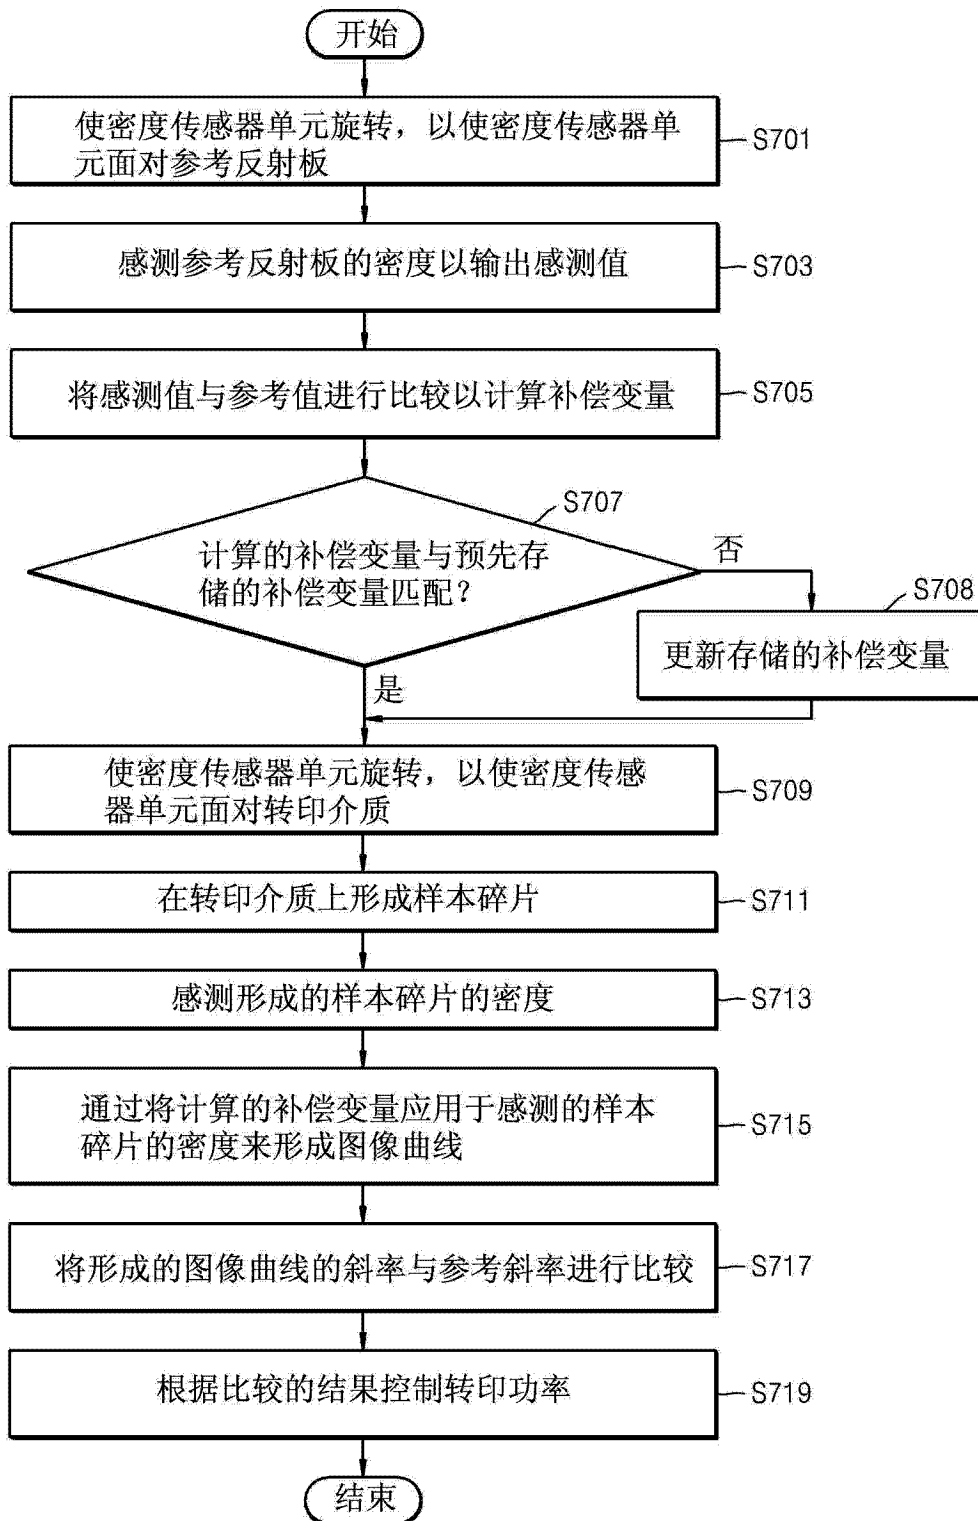 开始
使密度传感器单元旋转，以使密度传感器单
元面对参考反射板
S701
感测参考反射板的密度以输出感测值
S703
将感测值与参考值进行比较以计算补偿变量
S705
S707
计算的补偿变量与预先存
储的补偿变量匹配？
否
S708
更新存储的补偿变量
是
使密度传感器单元旋转，以使密度传感
器单元面对转印介质
S709
在转印介质上形成样本碎片
S711
感测形成的样本碎片的密度
S713
通过将计算的补偿变量应用于感测的样本
碎片的密度来形成图像曲线
S715
将形成的图像曲线的斜率与参考斜率进行比较
S717
根据比较的结果控制转印功率
S719
结束